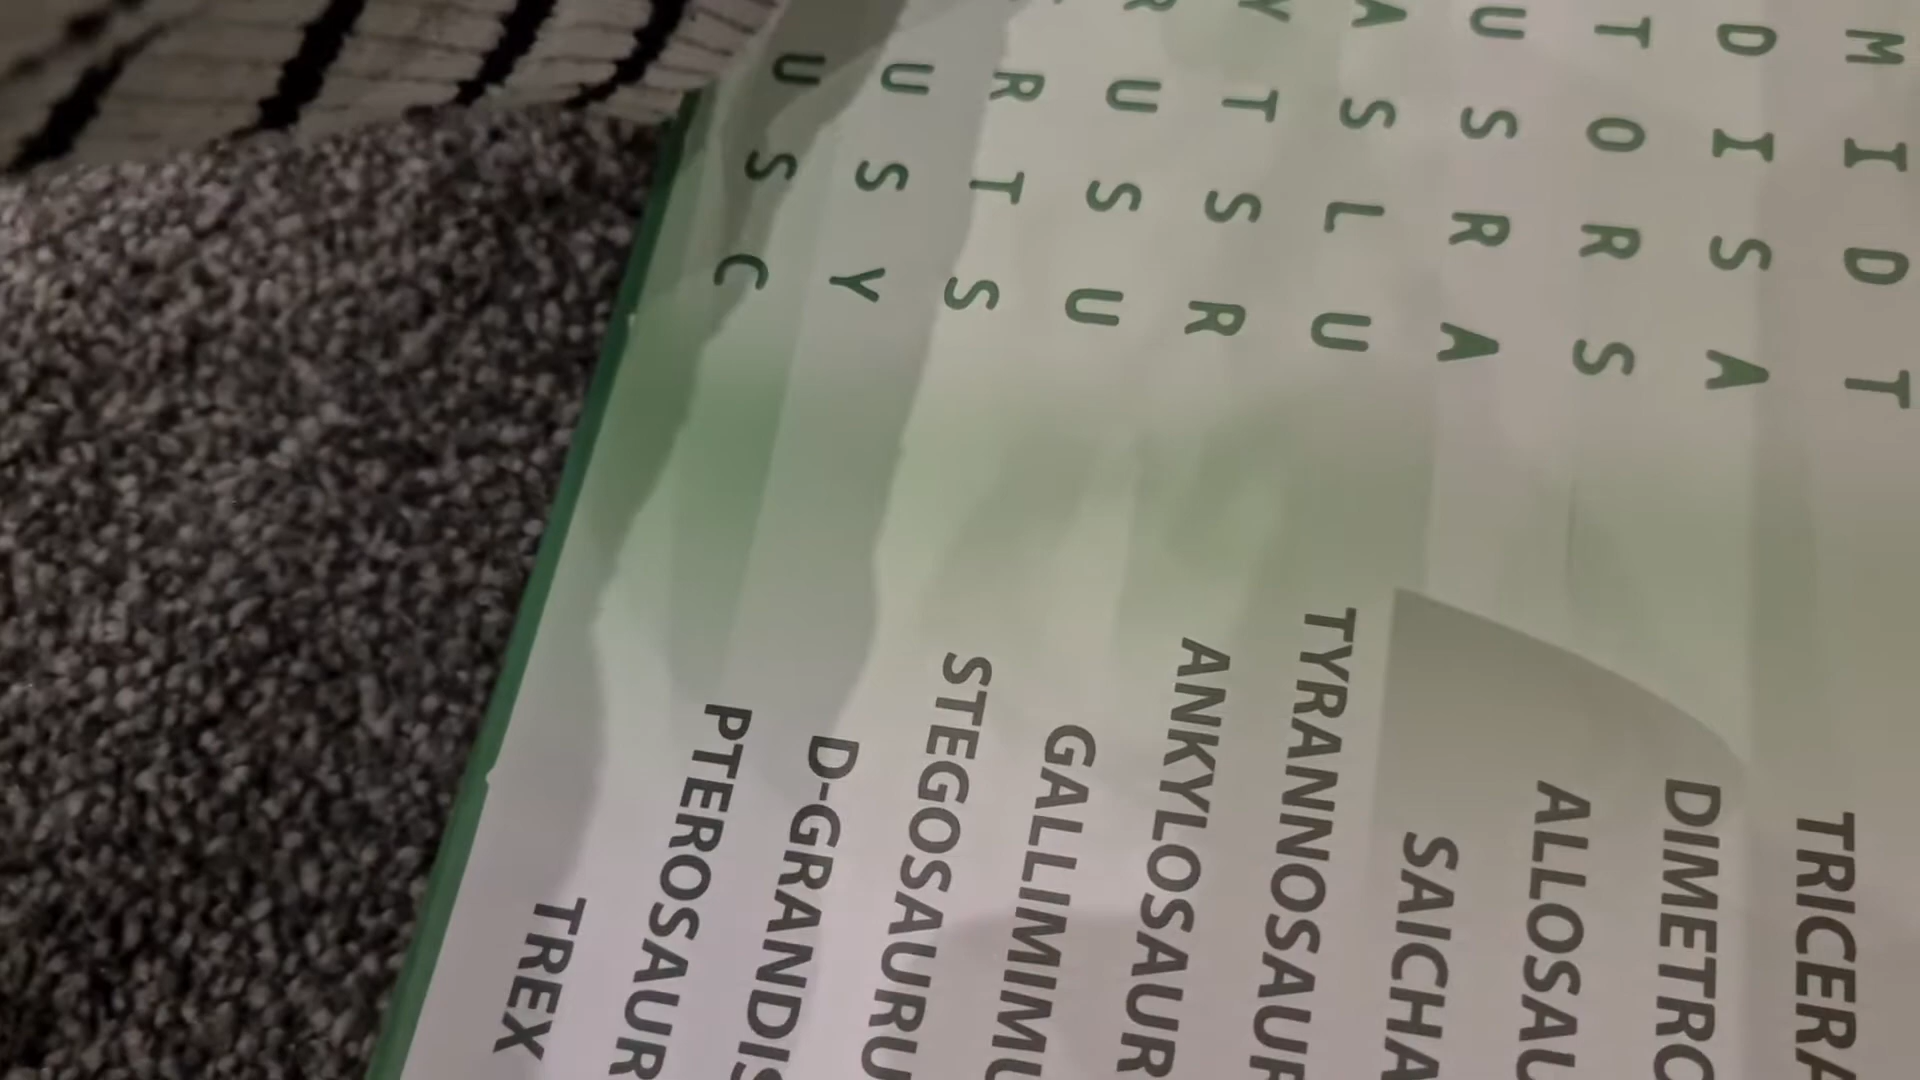 M I D T
D I S A
T O R S
U S R A
A S L U
Y T S R
R U S U
R T S
U S Y
U S C
TRICERA
DIMETRO
ALLOSAU
SAICHA
TYRANNOSAUR
ANKYLOSAUR
GALLIMIMU
STEGOSAURU
D-GRANDIS
PTEROSAUR
TREX